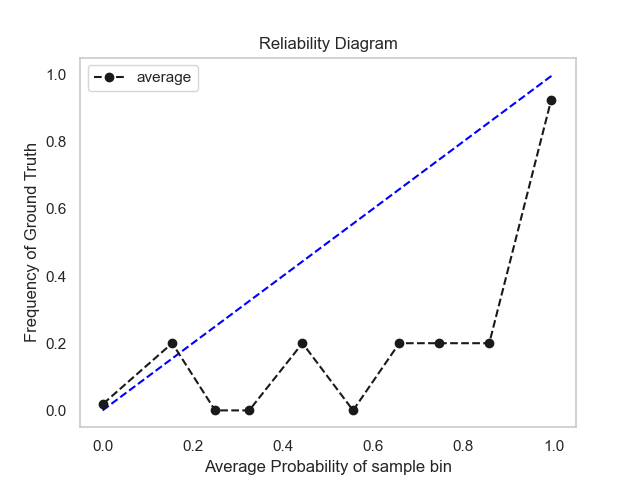 Reliability Diagram
average
1.0
0.8
0.6
0.4
0.2
0.0
Frequency of Ground Truth
0.0 0.2 0.4 0.6 0.8 1.0
Average Probability of sample bin